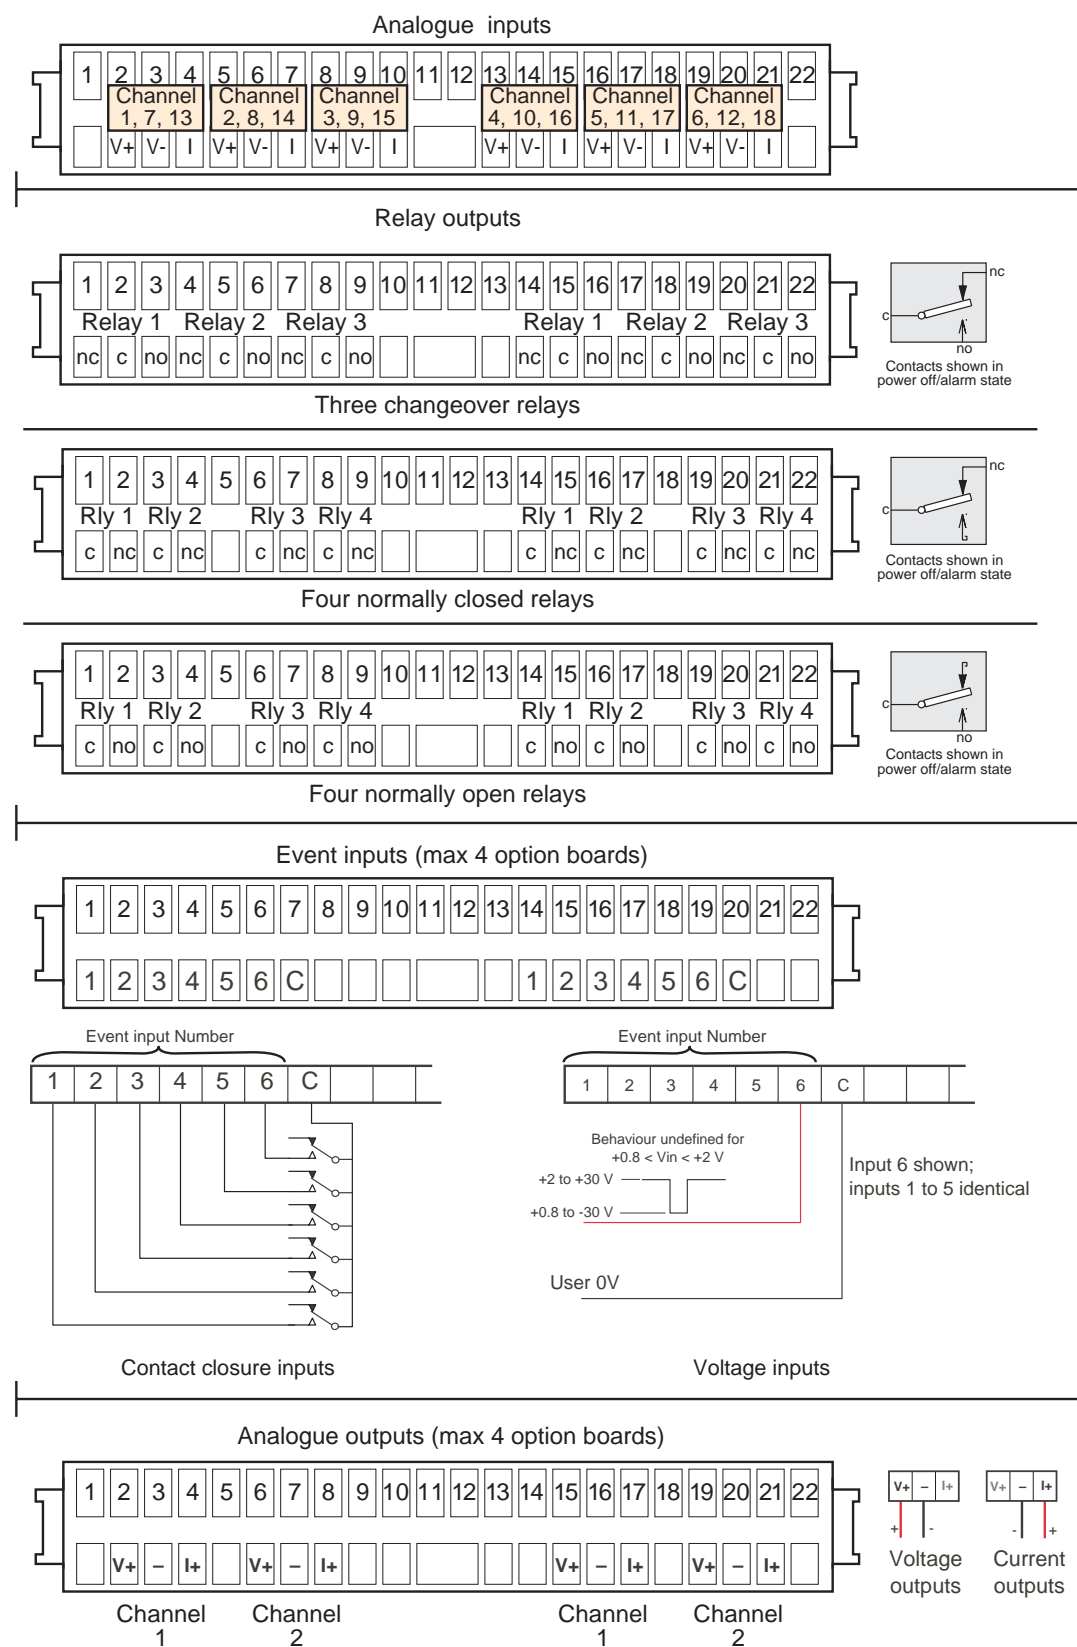 Analogue inputs
1 2 3 4 5 6 7 8 9 10 11 12 13 14 15 16 17 18 19 20 21 22
Channel Channel Channel Channel Channel Channel
1, 7, 13 2, 8, 14 3, 9, 15 4, 10, 16 5, 11, 17 6, 12, 18
V+ V- I V+ V- I V+ V- I V+ V- I V+ V- I V+ V- I
Relay outputs
1 2 3 4 5 6 7 8 9 10 11 12 13 14 15 16 17 18 19 20 21 22
Relay 1 Relay 2 Relay 3 Relay 1 Relay 2 Relay 3
nc c no nc c no nc c no nc c no nc c no nc c no
nc
c
no
Contacts shown in
power off/alarm state
Three changeover relays
1 2 3 4 5 6 7 8 9 10 11 12 13 14 15 16 17 18 19 20 21 22
Rly 1 Rly 2 Rly 3 Rly 4 Rly 1 Rly 2 Rly 3 Rly 4
c nc c nc c nc c nc c nc c nc c nc c nc
nc
c
Contacts shown in
power off/alarm state
Four normally closed relays
1 2 3 4 5 6 7 8 9 10 11 12 13 14 15 16 17 18 19 20 21 22
Rly 1 Rly 2 Rly 3 Rly 4 Rly 1 Rly 2 Rly 3 Rly 4
c no c no c no c no c no c no c no c no
c
no
Contacts shown in
power off/alarm state
Four normally open relays
Event inputs (max 4 option boards)
1 2 3 4 5 6 7 8 9 10 11 12 13 14 15 16 17 18 19 20 21 22
1 2 3 4 5 6 C 1 2 3 4 5 6 C
Event input Number
1 2 3 4 5 6 C
Contact closure inputs
Event input Number
1 2 3 4 5 6 C
Behaviour undefined for
+0.8 < Vin < +2 V
+2 to +30 V
+0.8 to -30 V
Input 6 shown;
inputs 1 to 5 identical
User 0V
Voltage inputs
Analogue outputs (max 4 option boards)
1 2 3 4 5 6 7 8 9 10 11 12 13 14 15 16 17 18 19 20 21 22
V+ – I+ V+ – I+ V+ – I+ V+ – I+
Channel Channel Channel Channel
1 2 1 2
V+ – I+
+ -
Voltage
outputs
V+ – I+
- +
Current
outputs